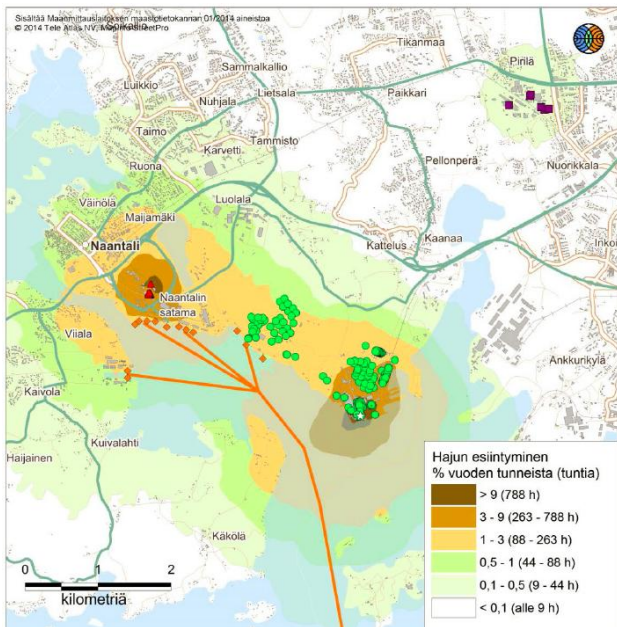 Sisältää Maanmittauslaitoksen maastotietokannan 01/2014 aineistoa
© 2014 Tele Atlas NV,
Tikanmaa
Pirilä
Sammalkallio
Luikkio
Lietsala
Paikkari
Nuhjala
Taimo
Tammisto
Karvetti
Ruona
Pellonperä
Nuorikkala
Väinölä
Luolala
Maijamäki
Kattelus
Kaanaa
Inkoi
Naantali
Naantalin
satama
Viiala
Ankkurikylä
Kaivola
Kuivalahti
Haijainen
Käkölä
0 1 2
kilometriä
Hajun esiintyminen
% vuoden tunneista (tuntia)
> 9 (788 h)
3 - 9 (263 - 788 h)
1 - 3 (88 - 263 h)
0,5 - 1 (44 - 88 h)
0,1 - 0,5 (9 - 44 h)
< 0,1 (alle 9 h)